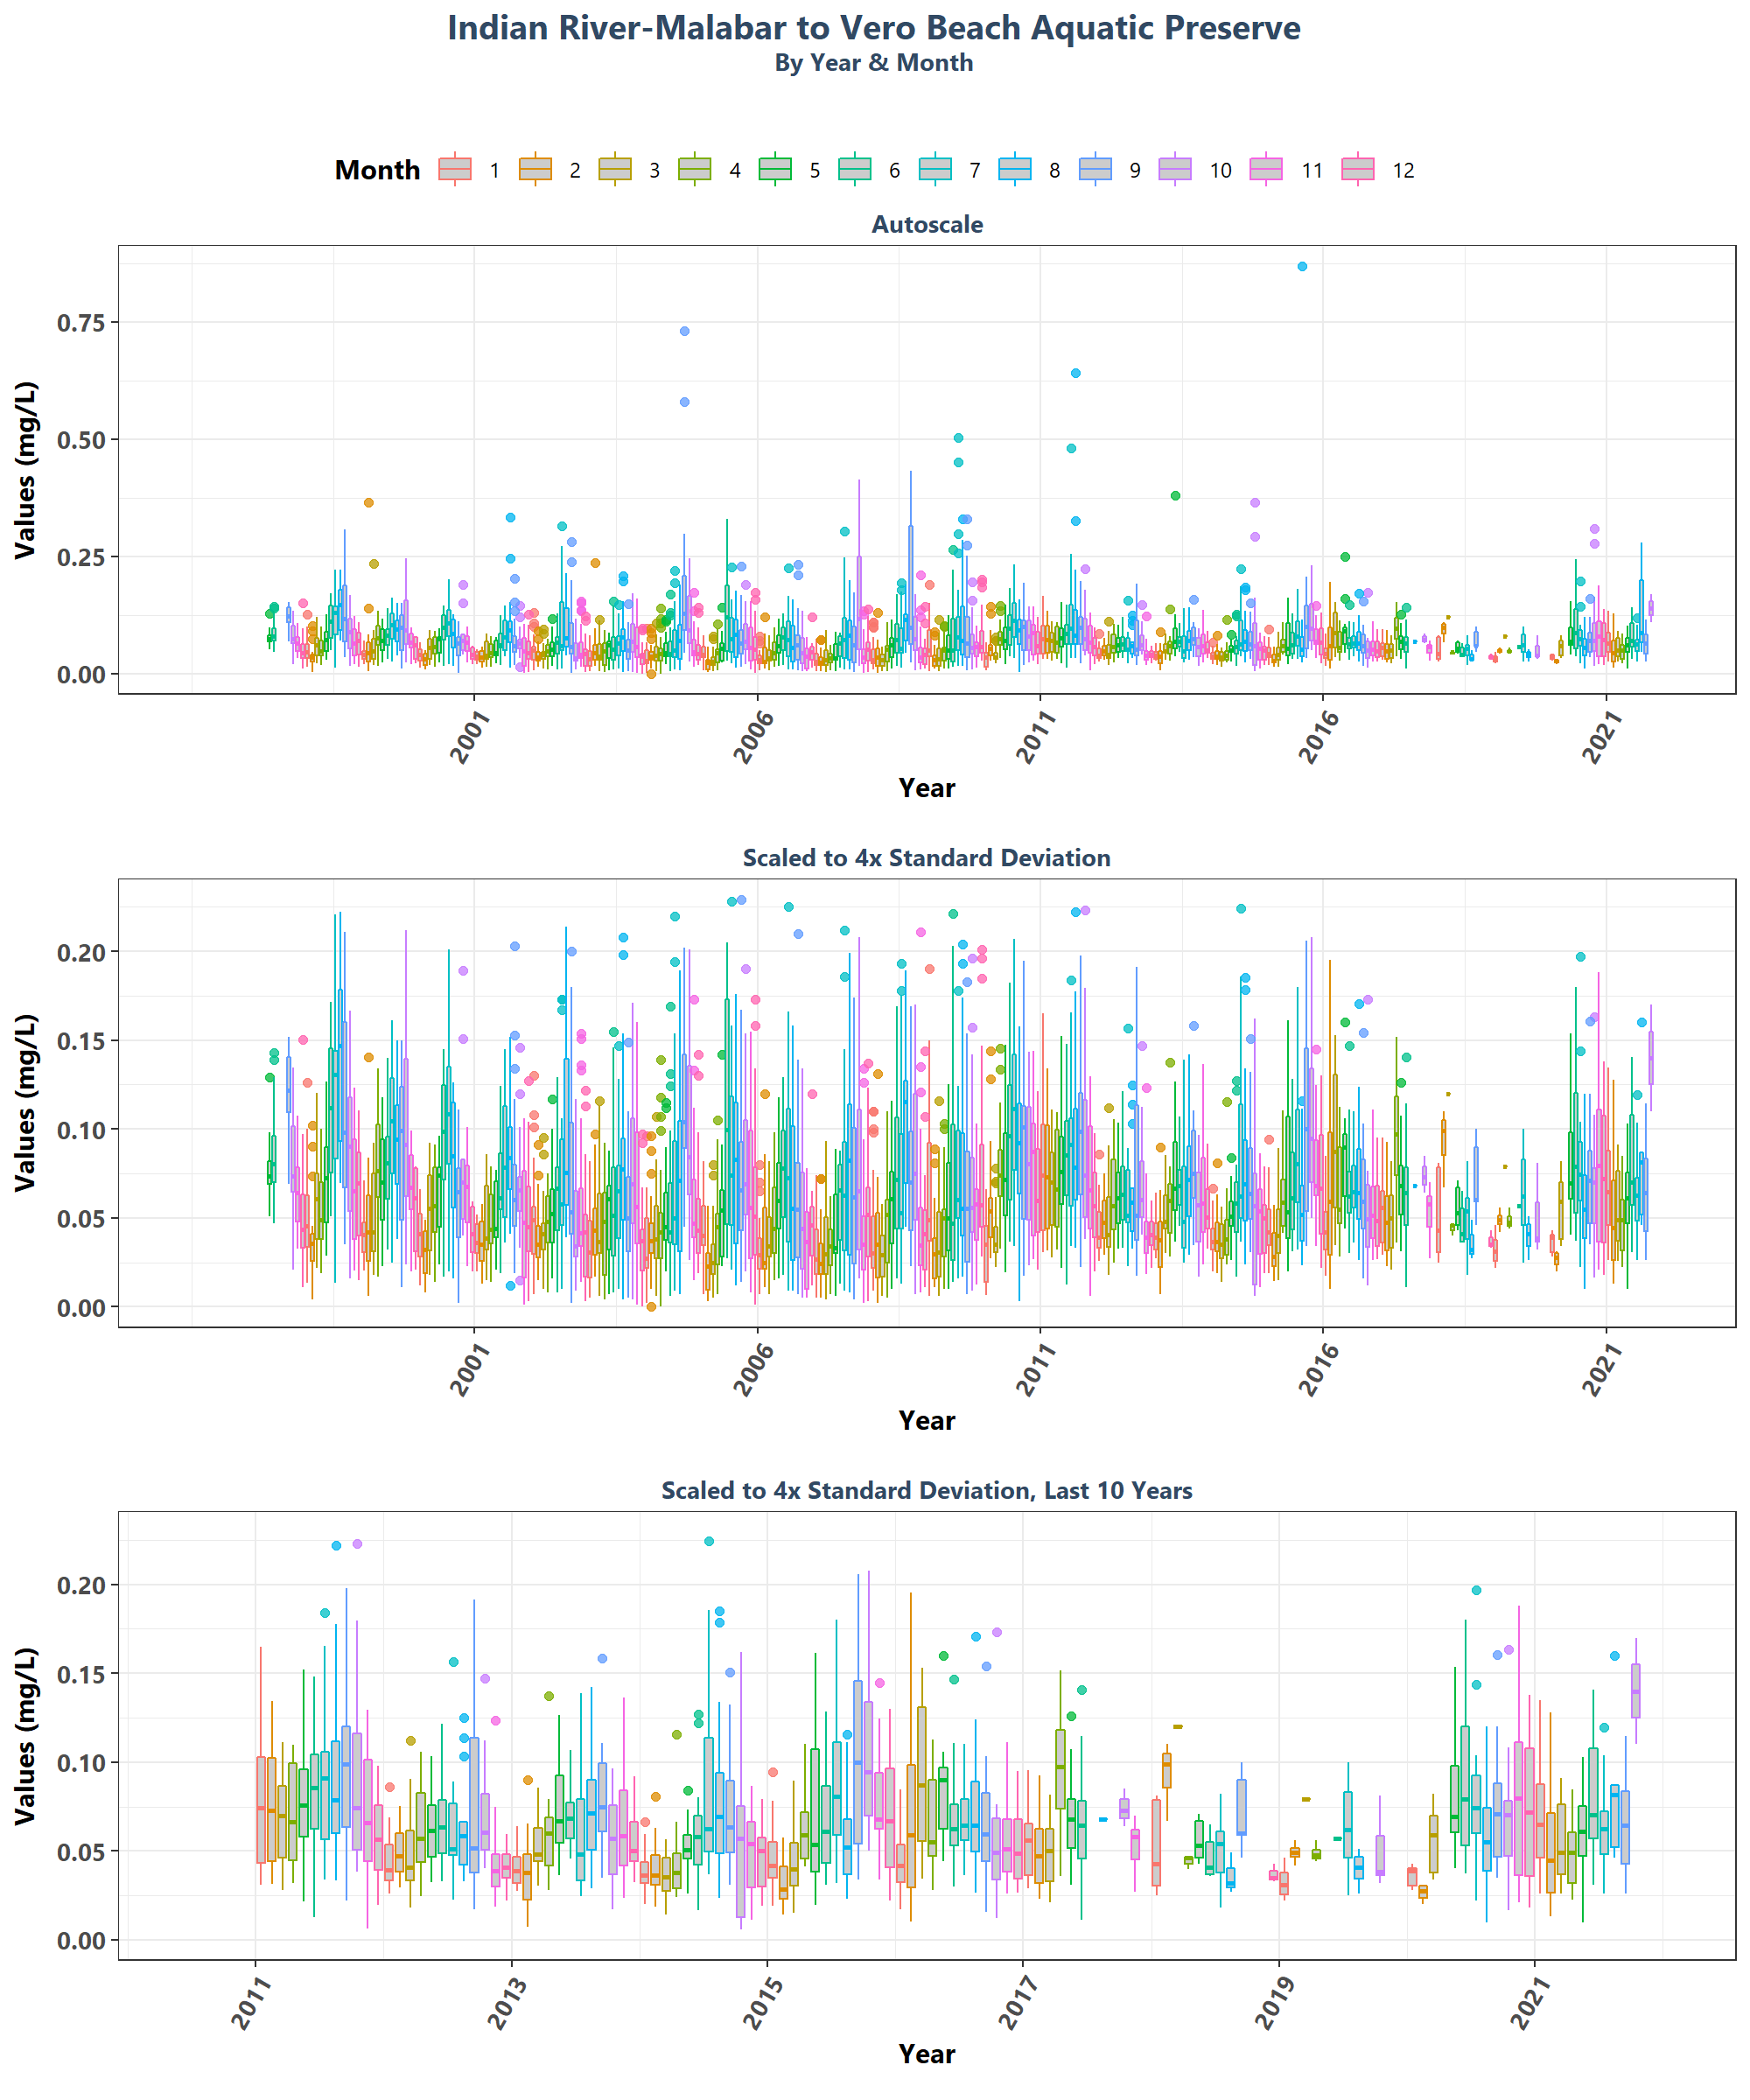 Indian River-Malabar to Vero Beach Aquatic Preserve
By Year & Month
Month 1 2 3 4 5 6 7 8 9 10 11 12
Autoscale
Values (mg/L)
0.75
0.50
0.25
0.00
2001 2006 2011 2016 2021
Year
Scaled to 4x Standard Deviation
Values (mg/L)
0.20
0.15
0.10
0.05
0.00
2001 2006 2011 2016 2021
Year
Scaled to 4x Standard Deviation, Last 10 Years
Values (mg/L)
0.20
0.15
0.10
0.05
0.00
2011 2013 2015 2017 2019 2021
Year